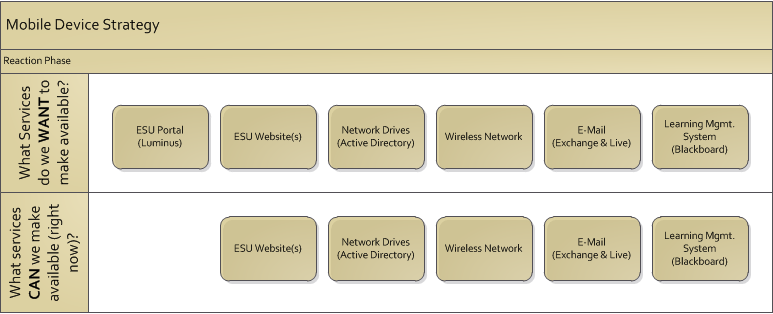 Mobile Device Strategy
Reaction Phase
What Services
do we WANT to
make available?
ESU Portal
(Luminus)
ESU Website(s)
Network Drives
(Active Directory)
Wireless Network
E-Mail
(Exchange & Live)
Learning Mgmt.
System
(Blackboard)
What services
CAN we make
available (right
now)?
ESU Website(s)
Network Drives
(Active Directory)
Wireless Network
E-Mail
(Exchange & Live)
Learning Mgmt.
System
(Blackboard)